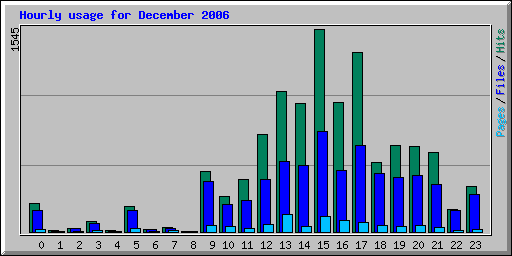 Hourly usage for December 2006
1545
Pages / Files / Hits
0 1 2 3 4 5 6 7 8 9 10 11 12 13 14 15 16 17 18 19 20 21 22 23